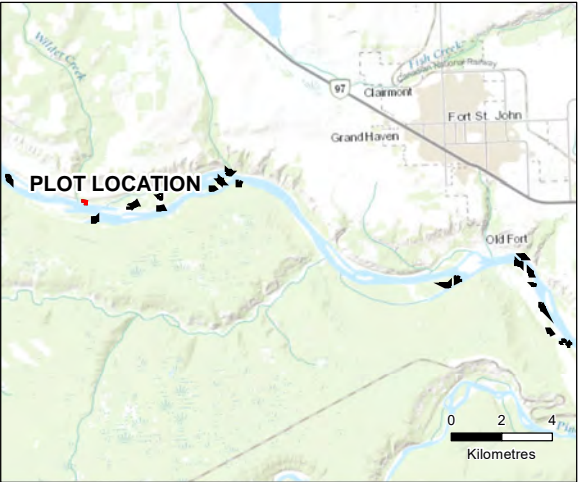 Wilder Creek
Fish Creek
Canadian National Railway
97
Clairmont
Fort St. John
Grand Haven
PLOT LOCATION
Old Fort
0 2 4
Kilometres